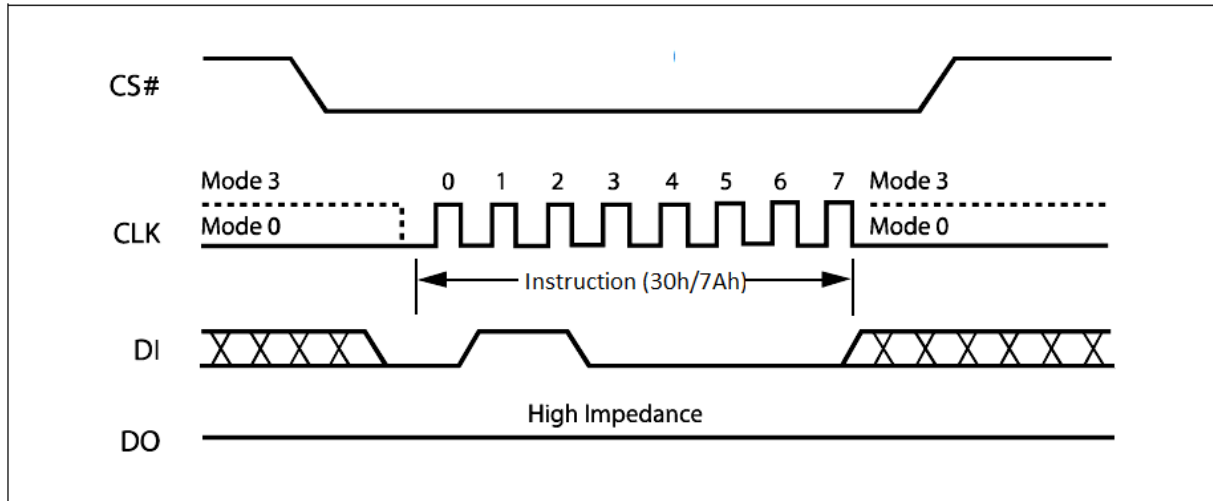 CS#
Mode 3 0 1 2 3 4 5 6 7 Mode 3
CLK Mode 0 Mode 0
Instruction (30h/7Ah)
DI
High Impedance
DO